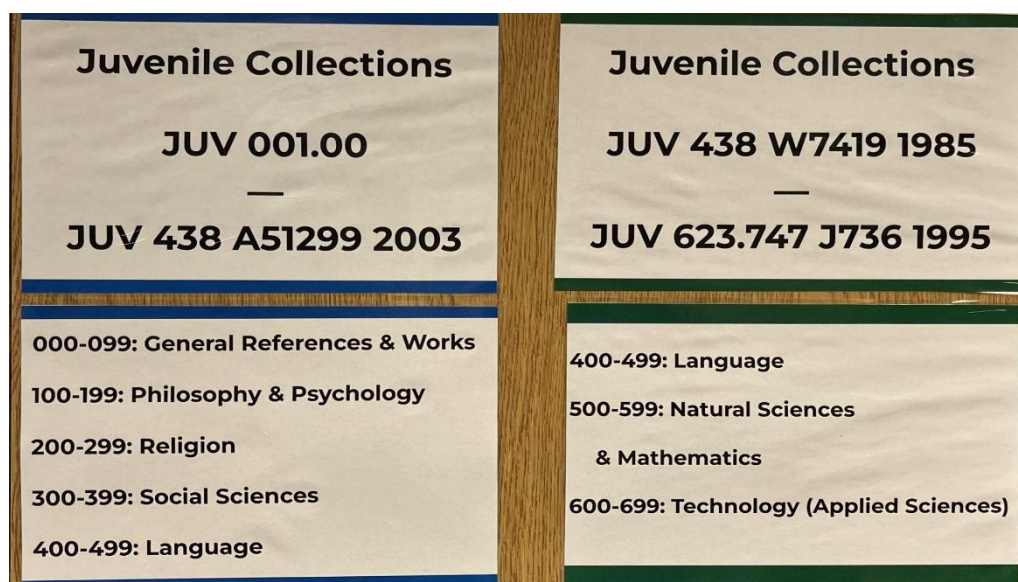 Juvenile Collections
JUV 001.00
—
JUV 438 A51299 2003
000-099: General References & Works
100-199: Philosophy & Psychology
200-299: Religion
300-399: Social Sciences
400-499: Language
Juvenile Collections
JUV 438 W7419 1985
—
JUV 623.747 J736 1995
400-499: Language
500-599: Natural Sciences
& Mathematics
600-699: Technology (Applied Sciences)